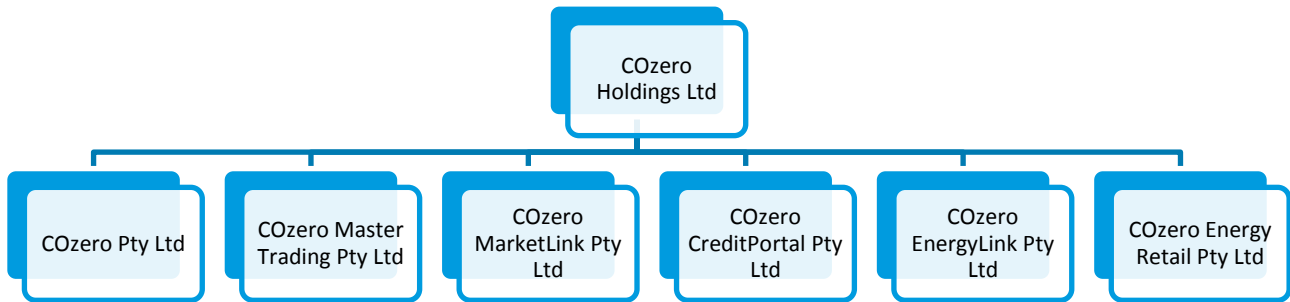 COzero
Holdings Ltd
COzero Pty Ltd
COzero Master
Trading Pty Ltd
COzero
MarketLink Pty
Ltd
COzero
CreditPortal Pty
Ltd
COzero
EnergyLink Pty
Ltd
COzero Energy
Retail Pty Ltd